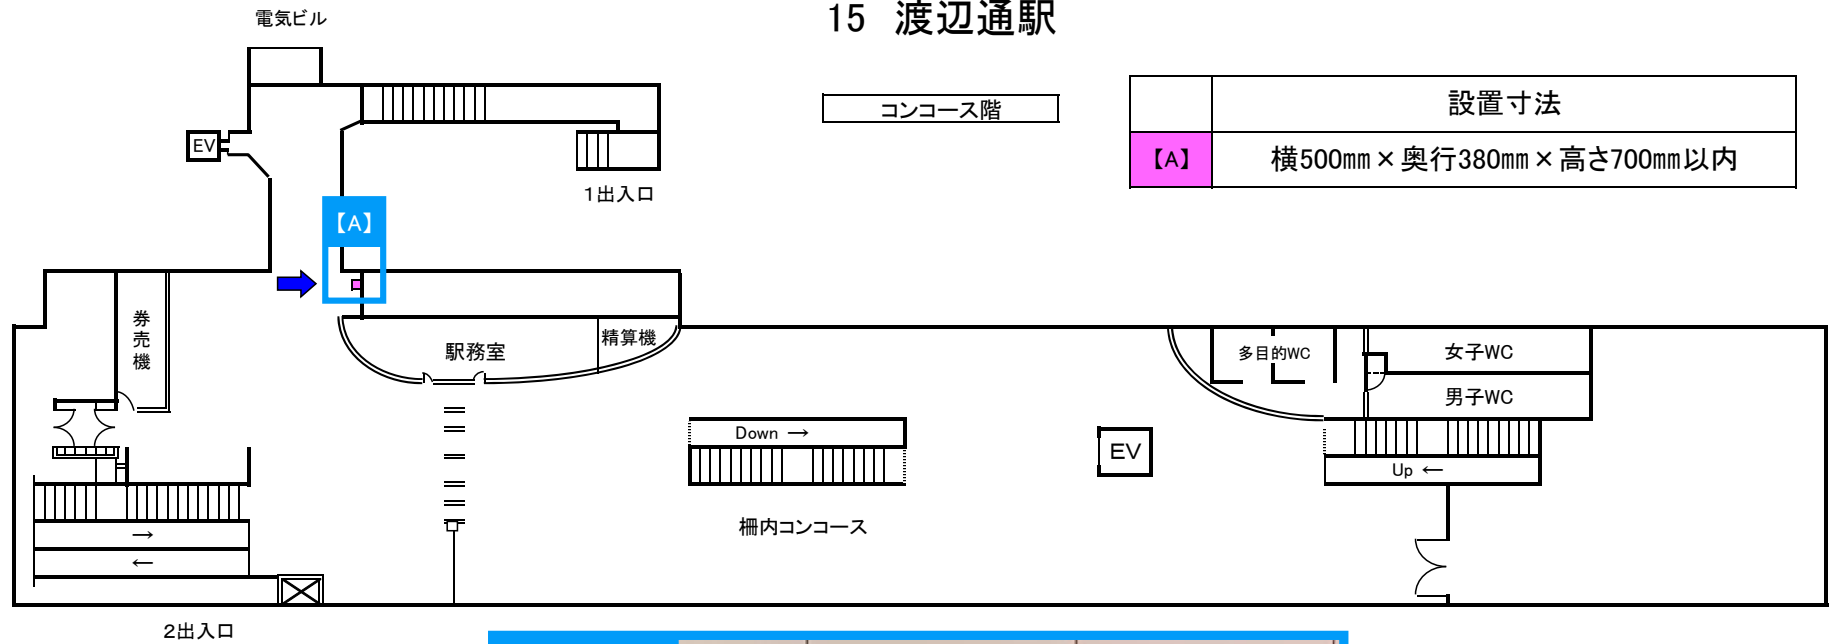 電気ビル
15 渡辺通駅
コンコース階
設置寸法
【A】 横500㎜×奥行380㎜×高さ700㎜以内
EV
1出入口
【A】
券売機
駅務室
精算機
多目的WC
女子WC
男子WC
Down →
EV
Up ←
柵内コンコース
→
←
2出入口